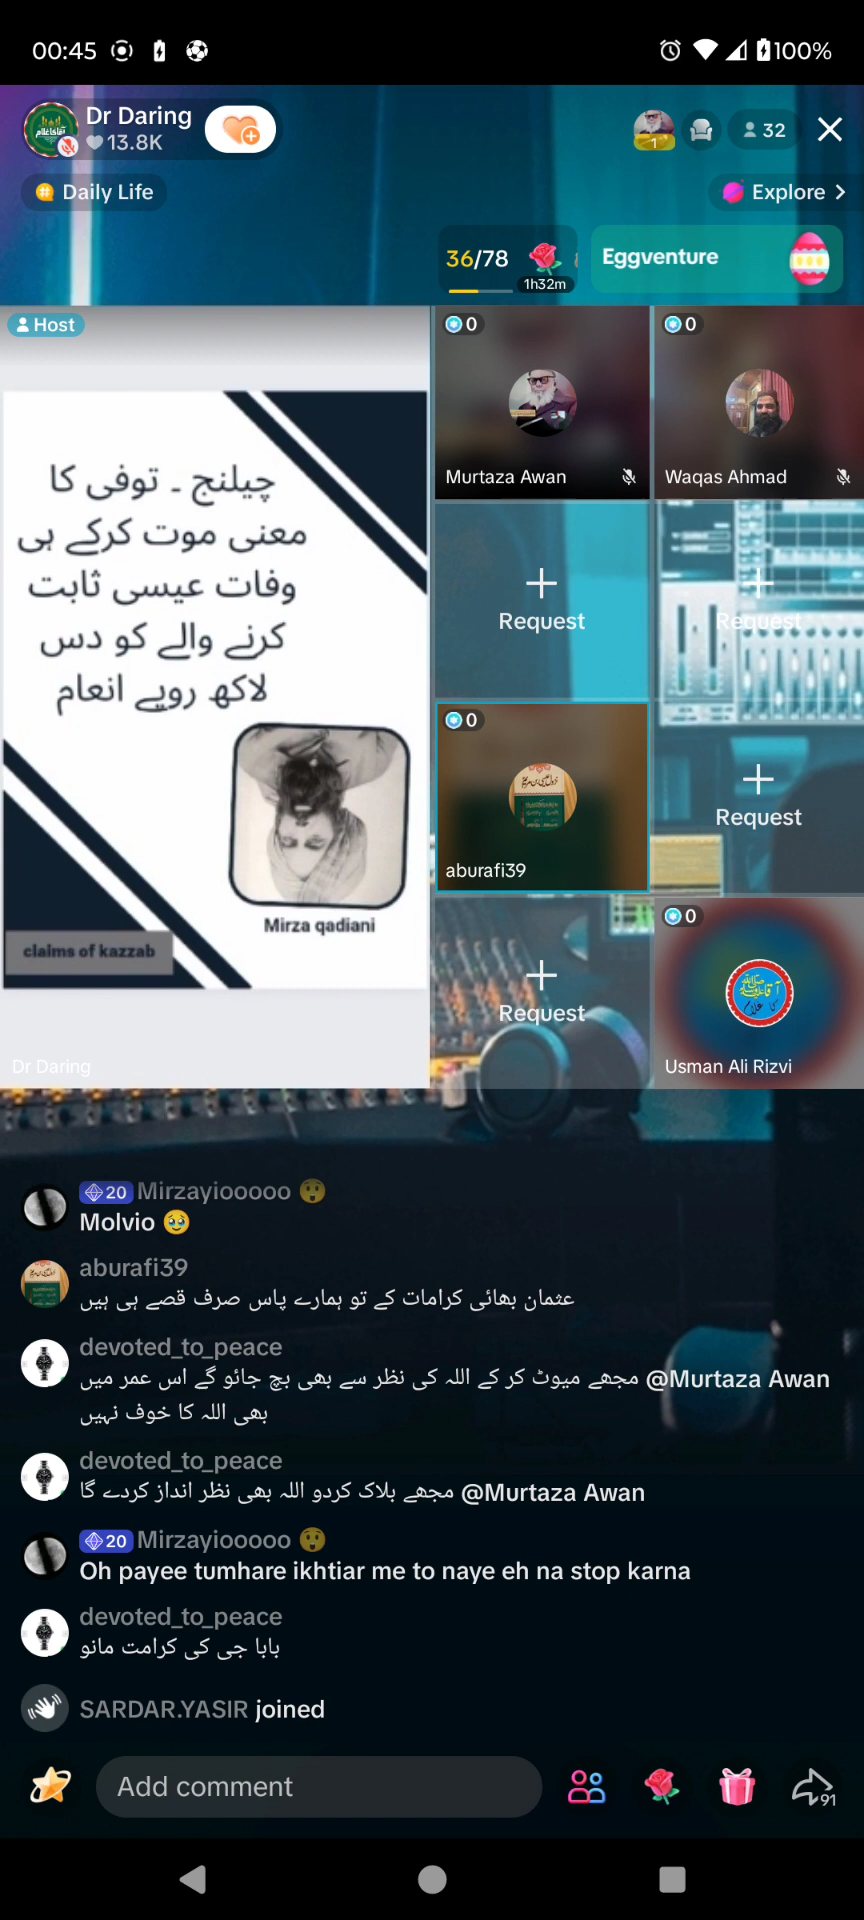 00:45
100%
Dr Daring
13.8K
1
32
Daily Life
Explore
36/78
1h32m
Eggventure
Host
چیلنج ۔ توفی کا
معنی موت کرکے ہی
وفات عیسی ثابت
کرنے والے کو دس
لاکھ روپے انعام
Mirza qadiani
claims of kazzab
Dr Daring
0
Murtaza Awan
0
Waqas Ahmad
Request
Request
0
aburafi39
Request
Request
0
Usman Ali Rizvi
20 Mirzayiooooo 😲
Molvio 🥹
aburafi39
عثمان بھائی کرامات کے تو ہمارے پاس صرف قصے ہی ہیں
devoted_to_peace
@Murtaza Awan مجھے میوٹ کر کے اللہ کی نظر سے بھی بچ جائو گے اس عمر میں
بھی اللہ کا خوف نہیں
devoted_to_peace
@Murtaza Awan مجھے بلاک کردو اللہ بھی نظر انداز کردے گا
20 Mirzayiooooo 😲
Oh payee tumhare ikhtiar me to naye eh na stop karna
devoted_to_peace
بابا جی کی کرامت مانو
SARDAR.YASIR joined
Add comment
91